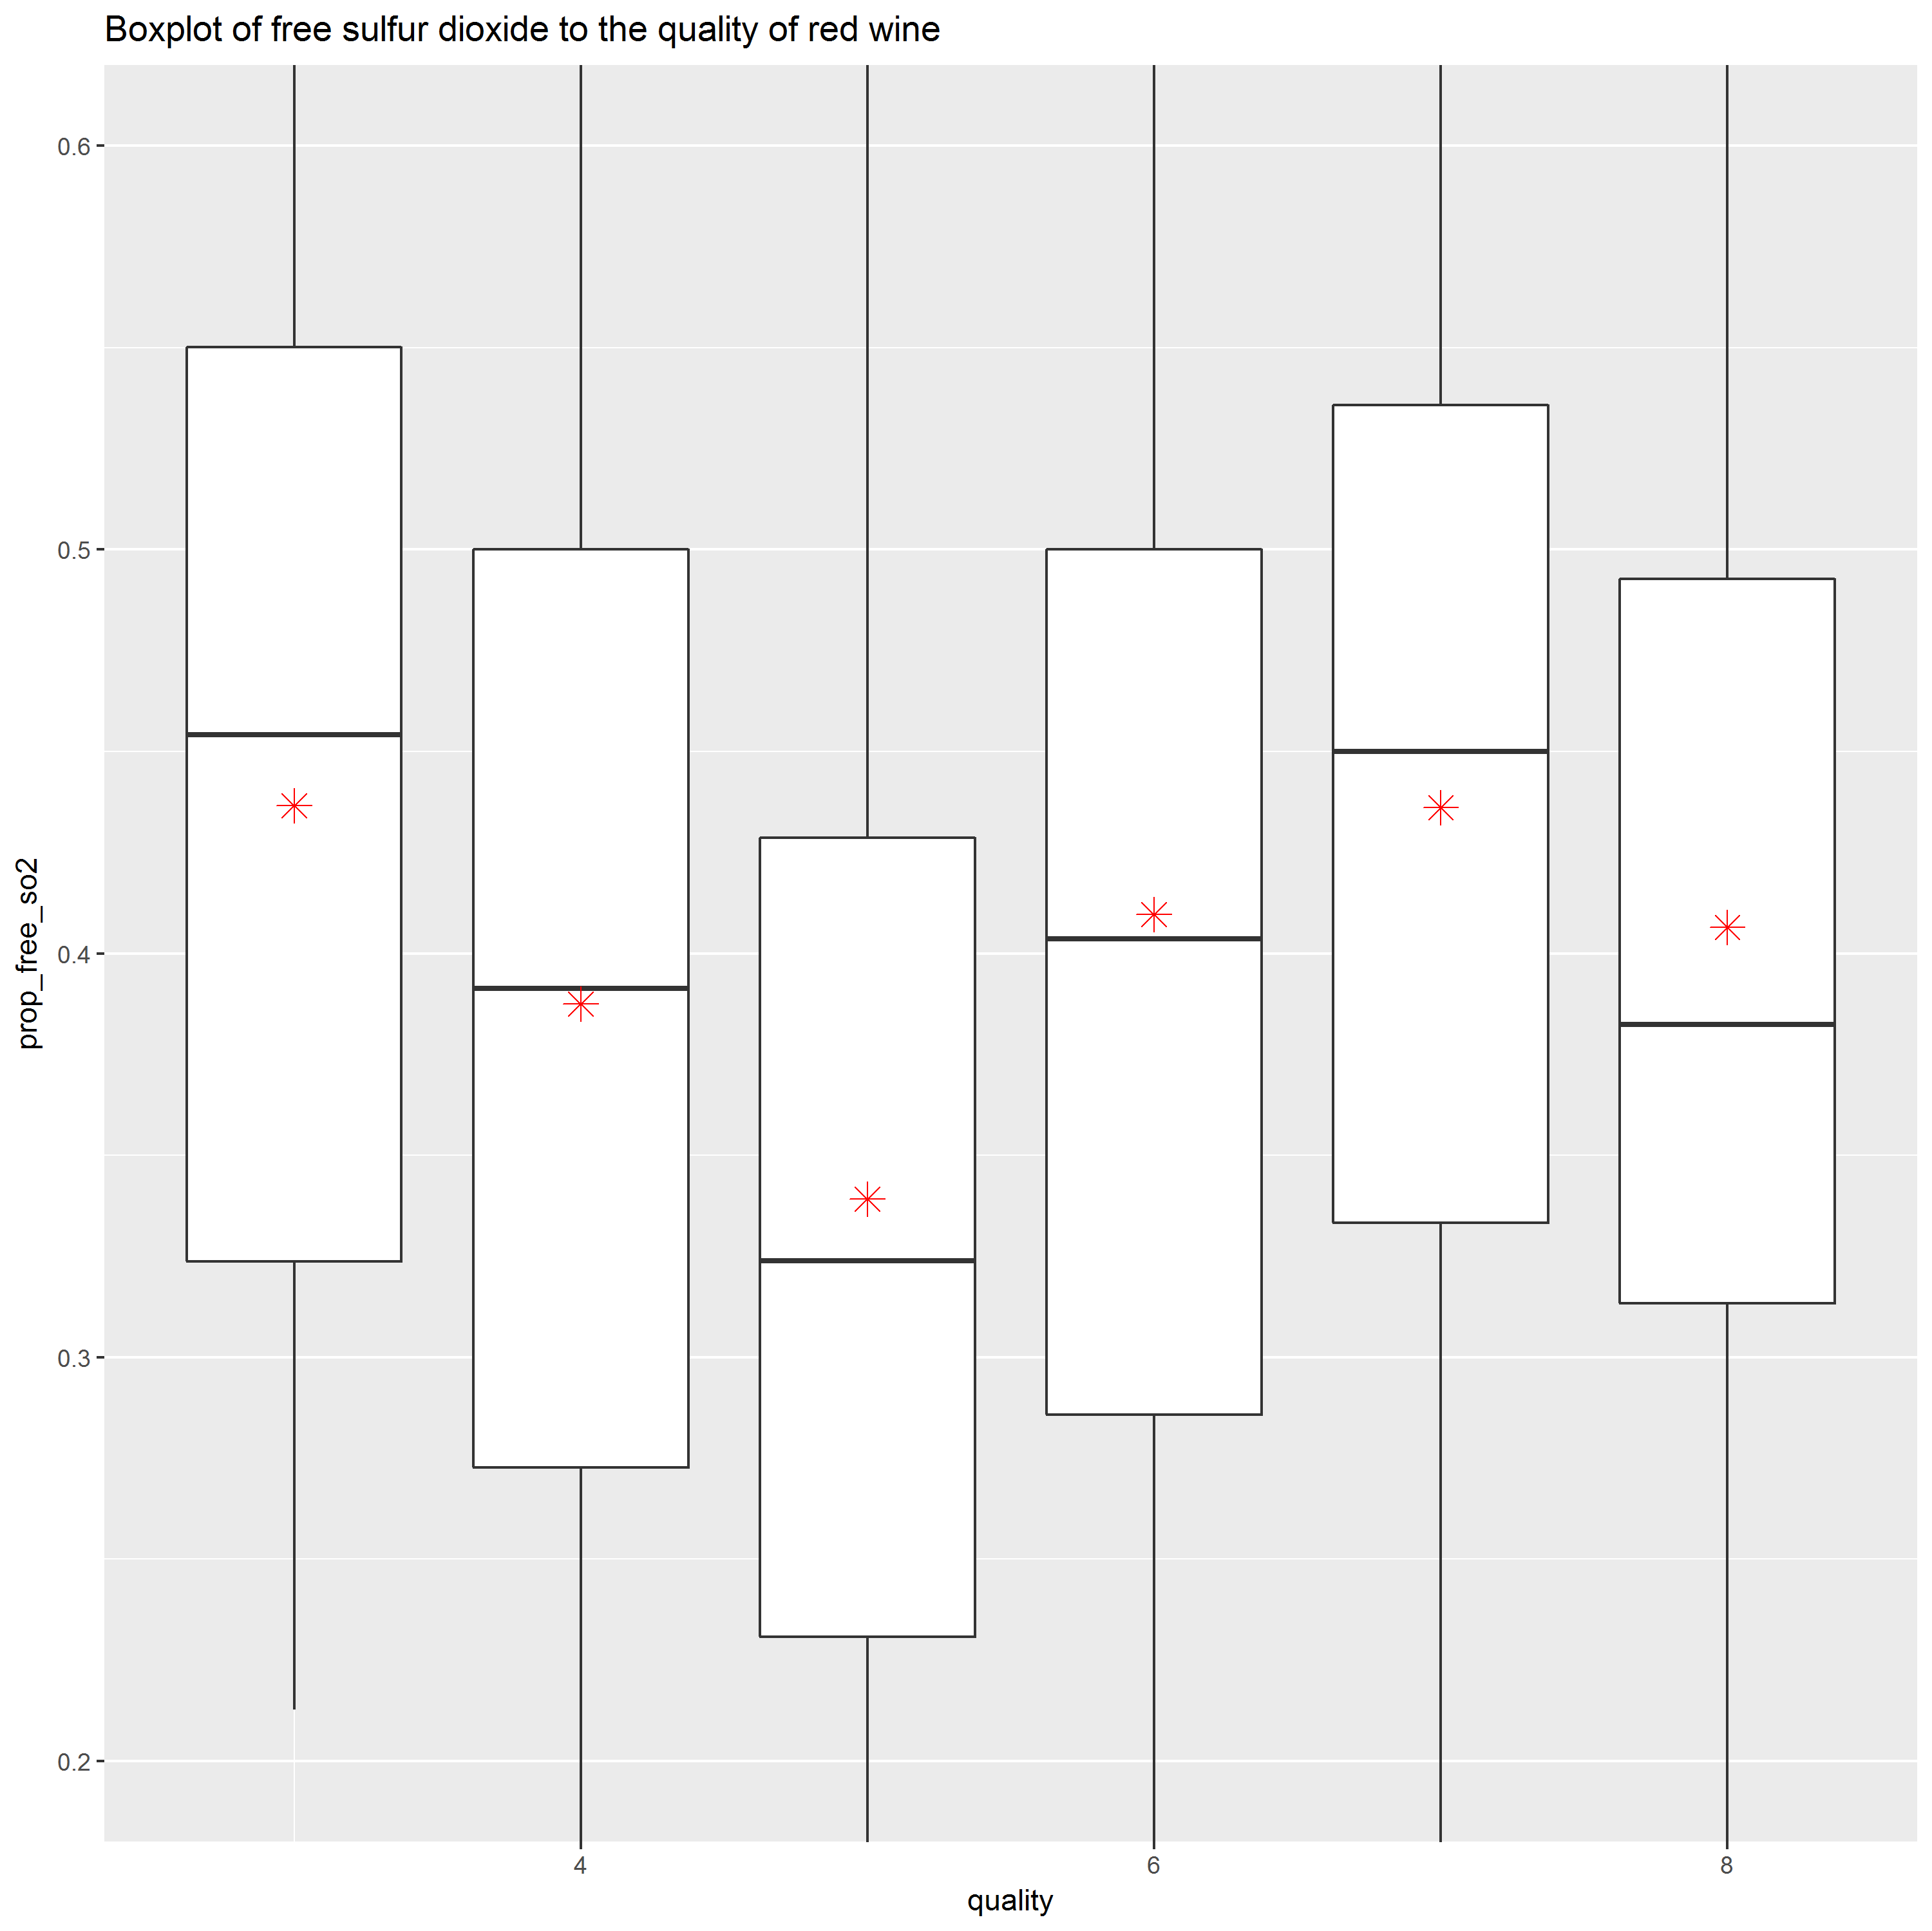 Boxplot of free sulfur dioxide to the quality of red wine
0.6
0.5
0.4
0.3
0.2
prop_free_so2
4 6 8
quality